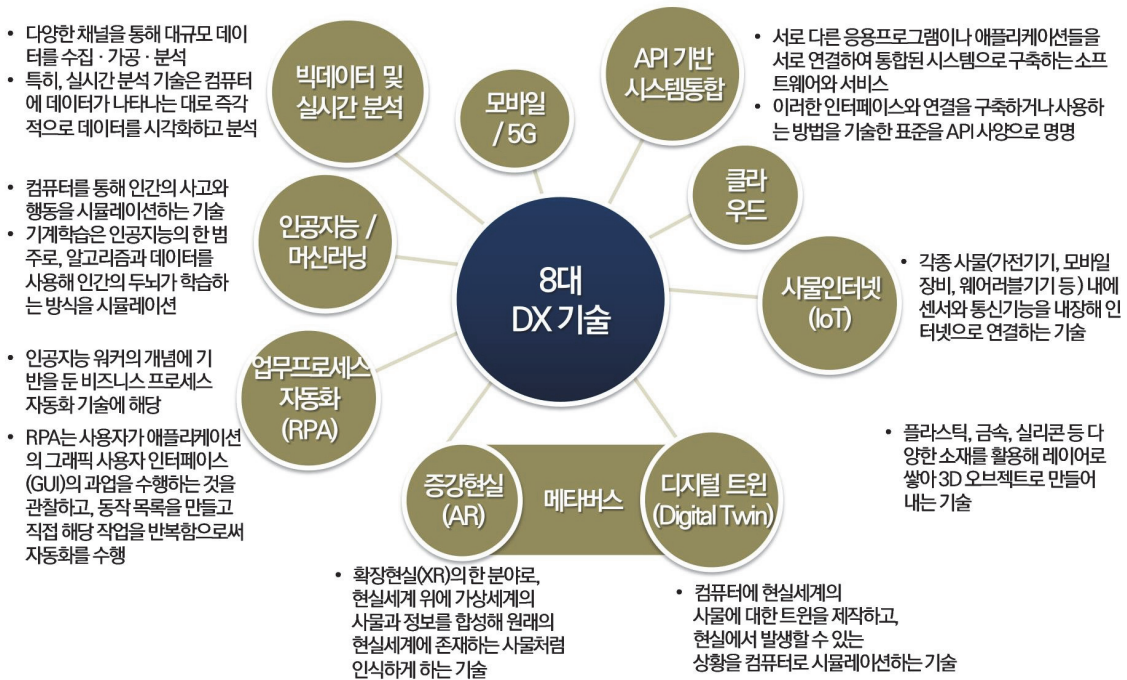 • 다양한 채널을 통해 대규모 데이
터를 수집 · 가공 · 분석
• 특히, 실시간 분석 기술은 컴퓨터
에 데이터가 나타나는 대로 즉각
적으로 데이터를 시각화하고 분석
빅데이터 및
실시간 분석
모바일
/ 5G
API 기반
시스템통합
• 서로 다른 응용프로그램이나 애플리케이션들을
서로 연결하여 통합된 시스템으로 구축하는 소프
트웨어와 서비스
• 이러한 인터페이스와 연결을 구축하거나 사용하
는 방법을 기술한 표준을 API 사양으로 명명
• 컴퓨터를 통해 인간의 사고와
행동을 시뮬레이션하는 기술
• 기계학습은 인공지능의 한 범
주로, 알고리즘과 데이터를
사용해 인간의 두뇌가 학습하
는 방식을 시뮬레이션
인공지능 /
머신러닝
클라
우드
8대
DX 기술
사물인터넷
(IoT)
• 각종 사물(가전기기, 모바일
장비, 웨어러블기기 등 ) 내에
센서와 통신기능을 내장해 인
터넷으로 연결하는 기술
• 인공지능 워커의 개념에 기
반을 둔 비즈니스 프로세스
자동화 기술에 해당
• RPA는 사용자가 애플리케이션
의 그래픽 사용자 인터페이스
(GUI)의 과업을 수행하는 것을
관찰하고, 동작 목록을 만들고
직접 해당 작업을 반복함으로써
자동화를 수행
업무프로세스
자동화
(RPA)
증강현실
(AR)
메타버스
디지털 트윈
(Digital Twin)
• 플라스틱, 금속, 실리콘 등 다
양한 소재를 활용해 레이어로
쌓아 3D 오브젝트로 만들어
내는 기술
• 확장현실(XR)의 한 분야로,
현실세계 위에 가상세계의
사물과 정보를 합성해 원래의
현실세계에 존재하는 사물처럼
인식하게 하는 기술
• 컴퓨터에 현실세계의
사물에 대한 트윈을 제작하고,
현실에서 발생할 수 있는
상황을 컴퓨터로 시뮬레이션하는 기술